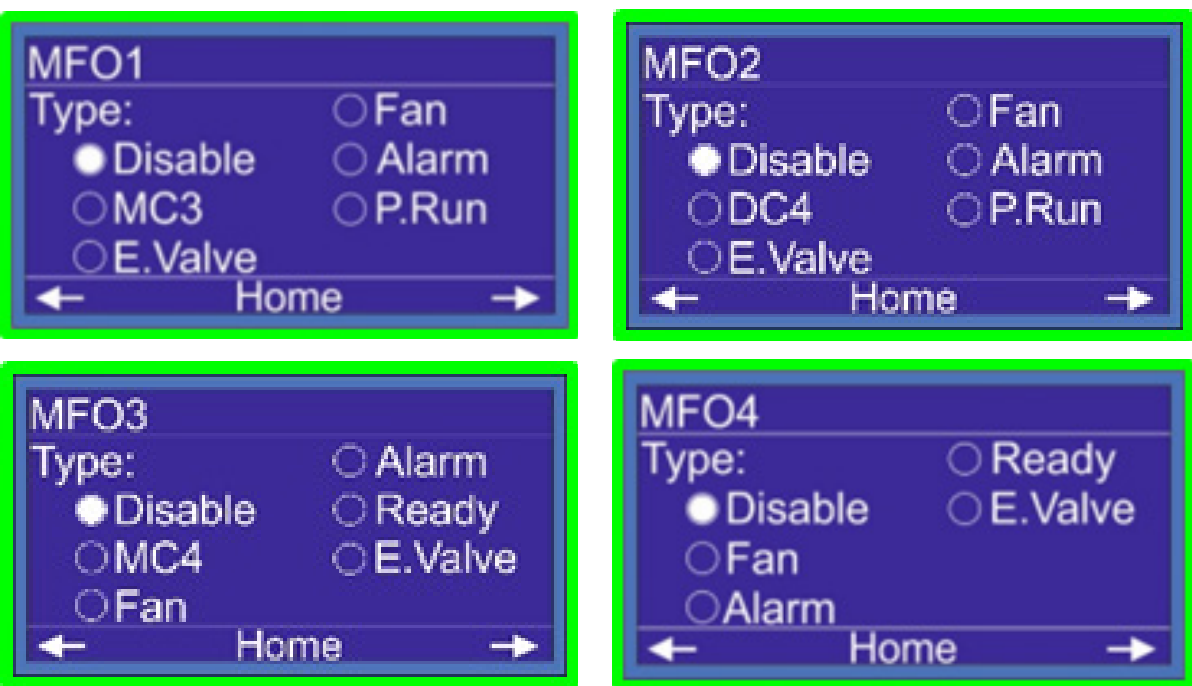 MFO1
Type:
Fan
Disable
Alarm
MC3
P.Run
E.Valve
Home
MFO2
Type:
Fan
Disable
Alarm
DC4
P.Run
E.Valve
Home
MFO3
Type:
Alarm
Disable
Ready
MC4
E.Valve
Fan
Home
MFO4
Type:
Ready
Disable
E.Valve
Fan
Alarm
Home